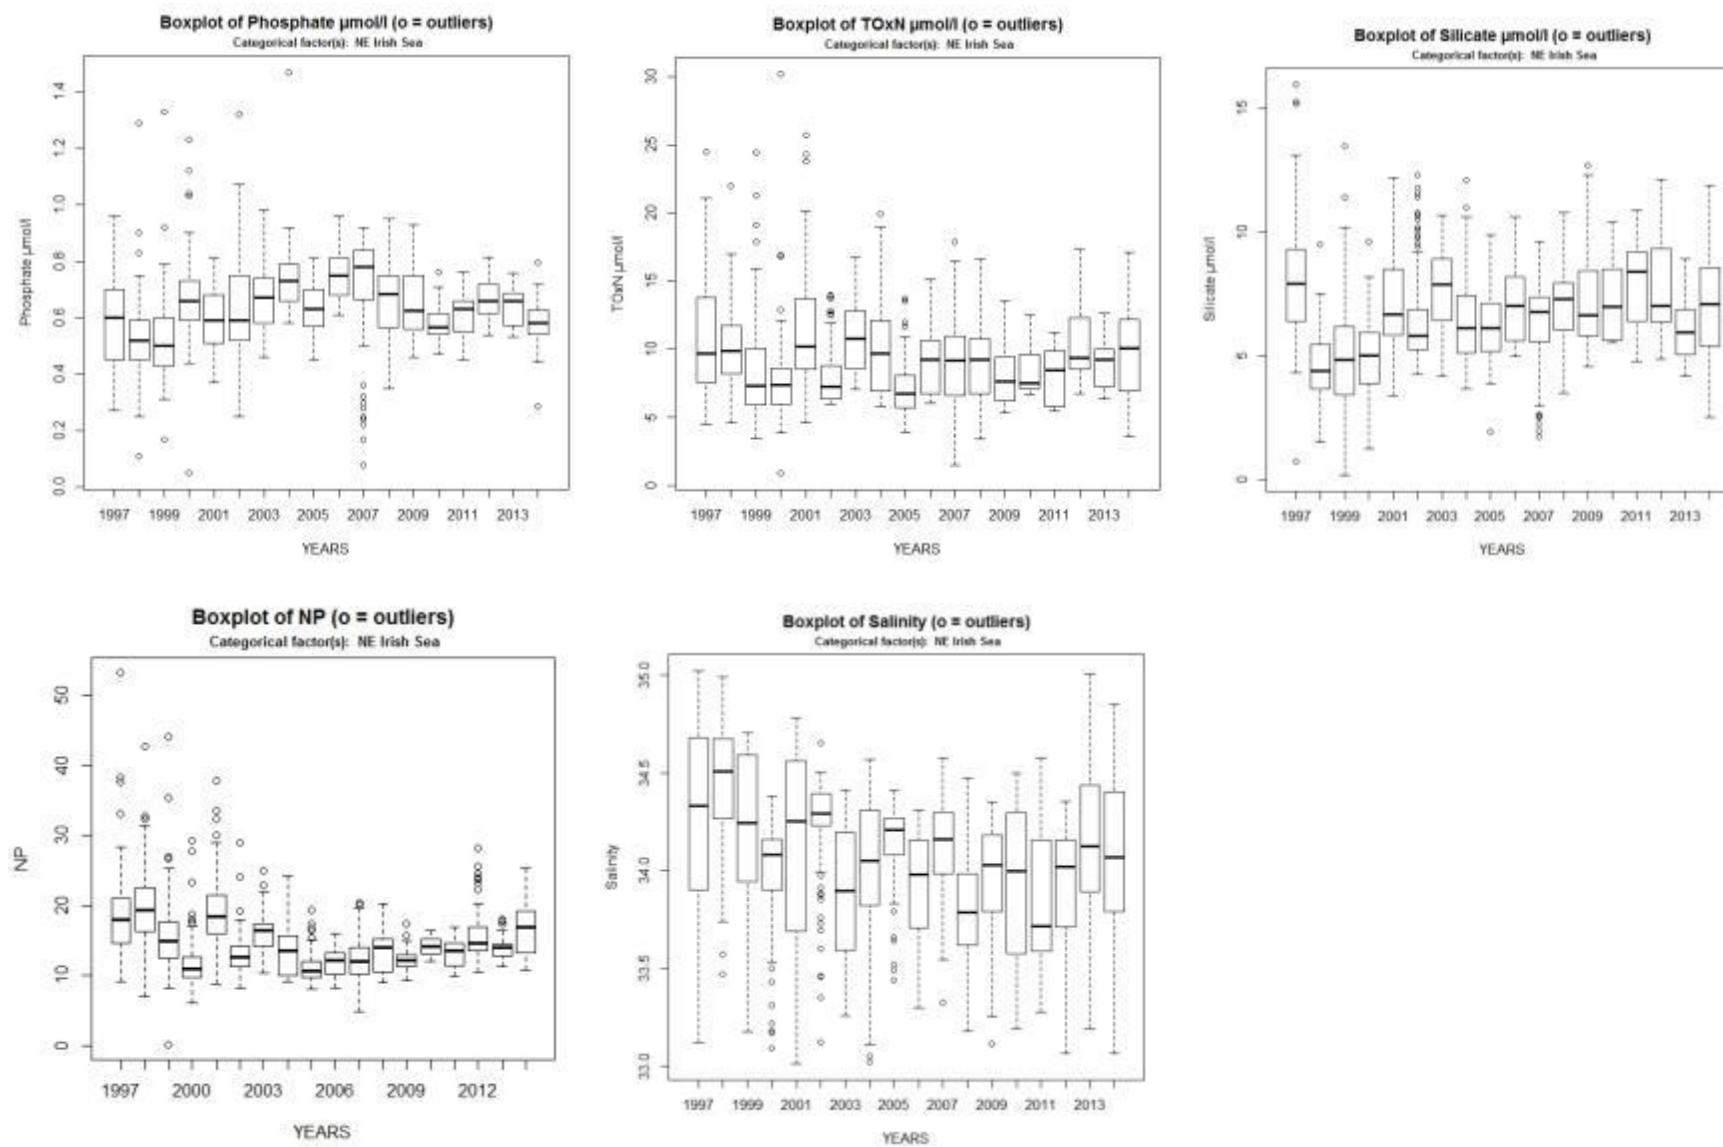 Boxplot of Phosphate µmol/l (o = outliers)
Categorical factor(s): NE Irish Sea
Phosphate µmol/l
0.0 0.2 0.4 0.6 0.8 1.0 1.2 1.4
1997 1999 2001 2003 2005 2007 2009 2011 2013
YEARS
Boxplot of TOxN µmol/l (o = outliers)
Categorical factor(s): NE Irish Sea
TOxN µmol/l
0 5 10 15 20 25 30
1997 1999 2001 2003 2005 2007 2009 2011 2013
YEARS
Boxplot of Silicate µmol/l (o = outliers)
Categorical factor(s): NE Irish Sea
Silicate µmol/l
0 5 10 15
1997 1999 2001 2003 2005 2007 2009 2011 2013
YEARS
Boxplot of NP (o = outliers)
Categorical factor(s): NE Irish Sea
NP
0 10 20 30 40 50
1997 2000 2003 2006 2009 2012
YEARS
Boxplot of Salinity (o = outliers)
Categorical factor(s): NE Irish Sea
Salinity
33.0 33.5 34.0 34.5 35.0
1997 1999 2001 2003 2005 2007 2009 2011 2013
YEARS